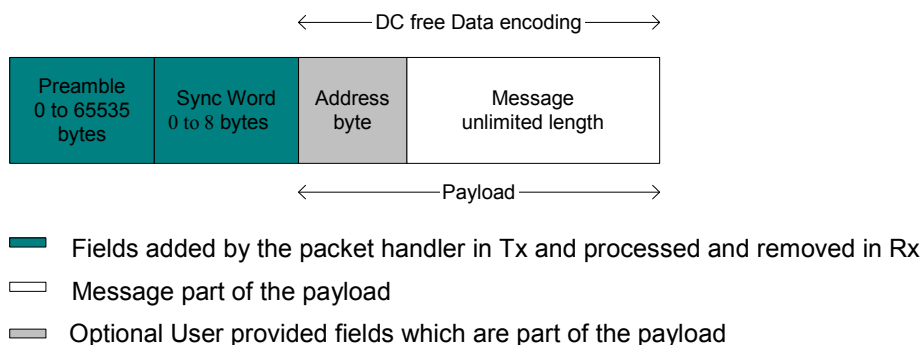 DC free Data encoding
Preamble
0 to 65535
bytes
Sync Word
0 to 8 bytes
Address
byte
Message
unlimited length
Payload
Fields added by the packet handler in Tx and processed and removed in Rx
Message part of the payload
Optional User provided fields which are part of the payload